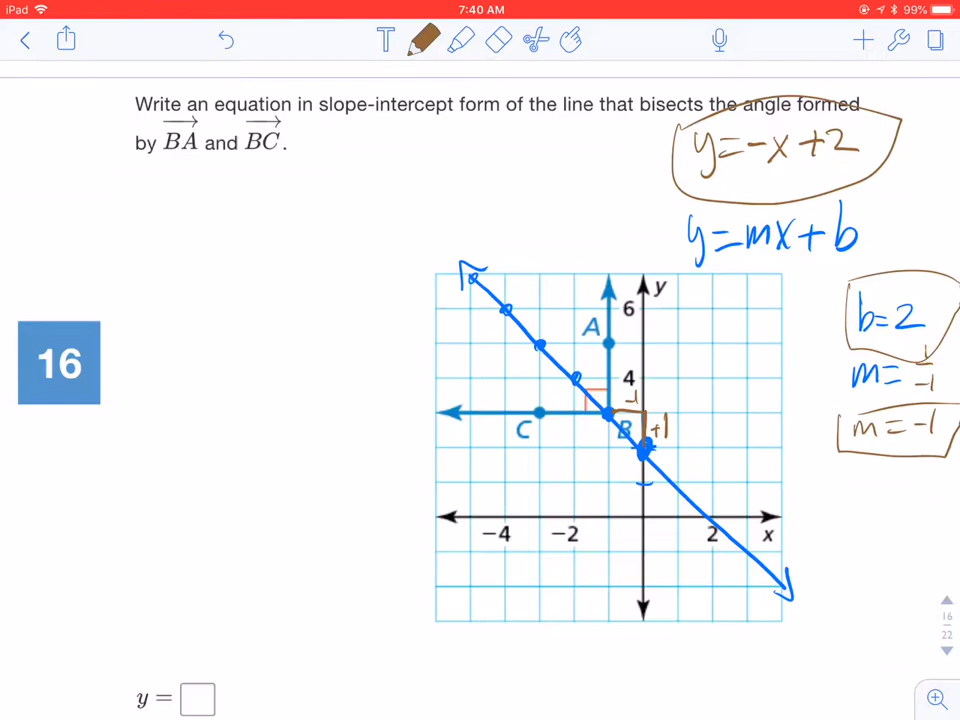 iPad 7:40 AM 99%
T
Write an equation in slope-intercept form of the line that bisects the angle formed
by BA and BC.
y=-x+2
y=mx+b
b=2
m= 1/-1
m=-1
16
y
6
A
4
-1
C B +1
-4 -2 2 x
16
22
y =